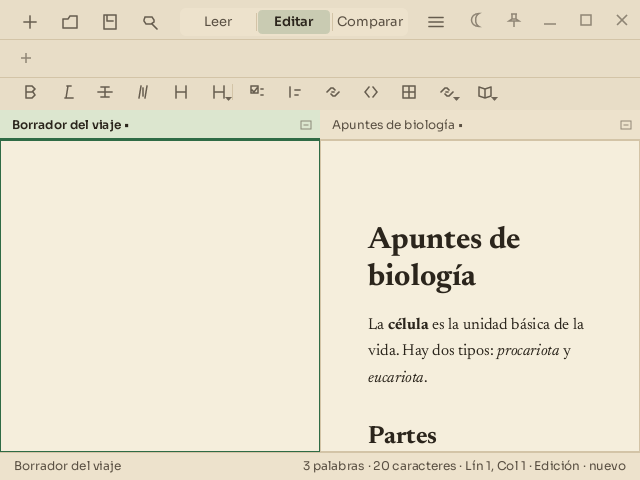 Leer
Editar
Comparar
Borrador del viaje •
Apuntes de biología •
Apuntes de
biología
La célula es la unidad básica de la
vida. Hay dos tipos: procariota y
eucariota.
Partes
Borrador del viaje
3 palabras · 20 caracteres · Lín 1, Col 1 · Edición · nuevo